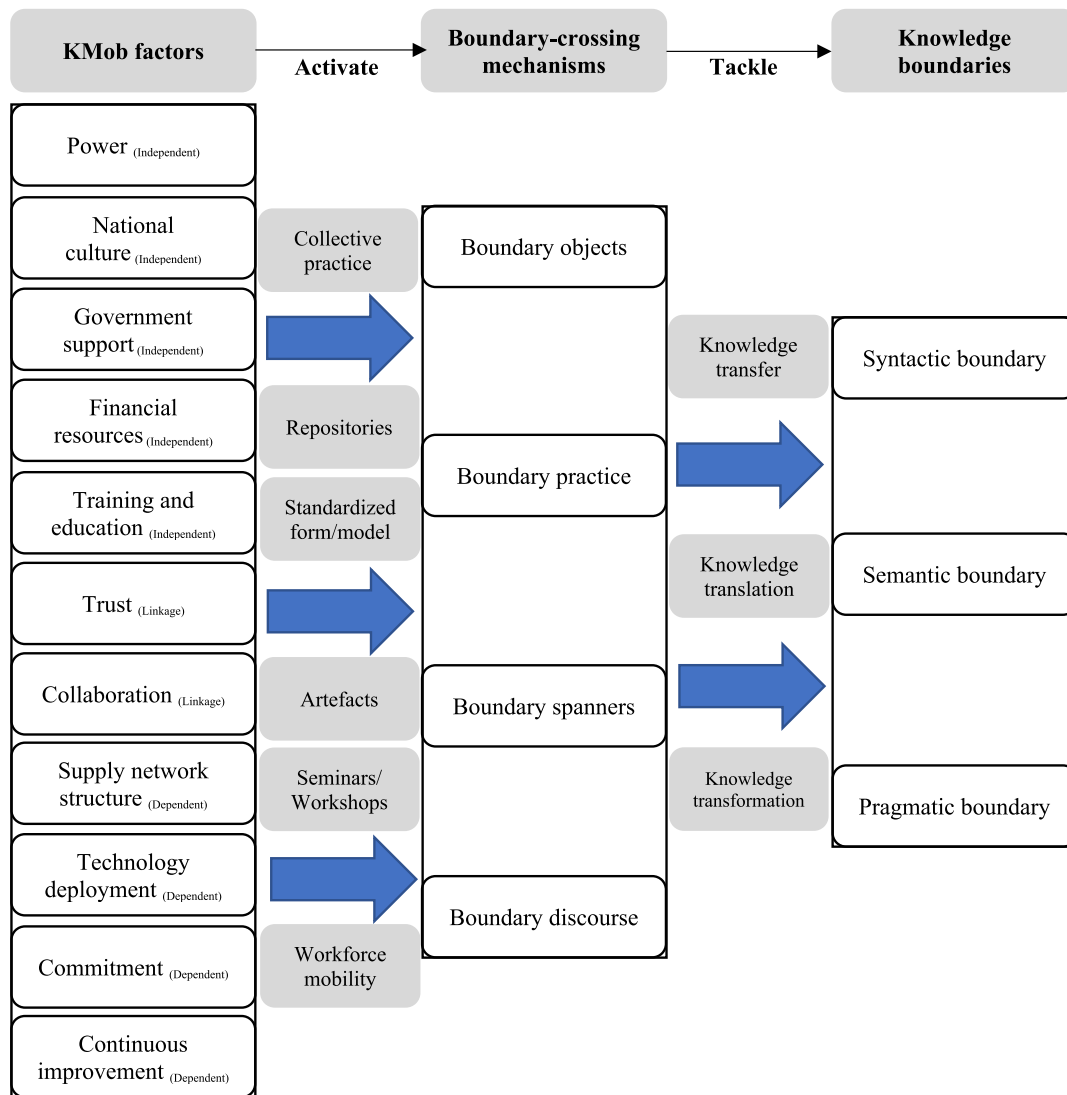 KMob factors
Activate
Boundary-crossing
mechanisms
Tackle
Knowledge
boundaries
Power (Independent)
National
culture (Independent)
Government
support (Independent)
Financial
resources (Independent)
Training and
education (Independent)
Trust (Linkage)
Collaboration (Linkage)
Supply network
structure (Dependent)
Technology
deployment (Dependent)
Commitment (Dependent)
Continuous
improvement (Dependent)
Collective
practice
Repositories
Standardized
form/model
Artefacts
Seminars/
Workshops
Workforce
mobility
Boundary objects
Boundary practice
Boundary spanners
Boundary discourse
Knowledge
transfer
Knowledge
translation
Knowledge
transformation
Syntactic boundary
Semantic boundary
Pragmatic boundary